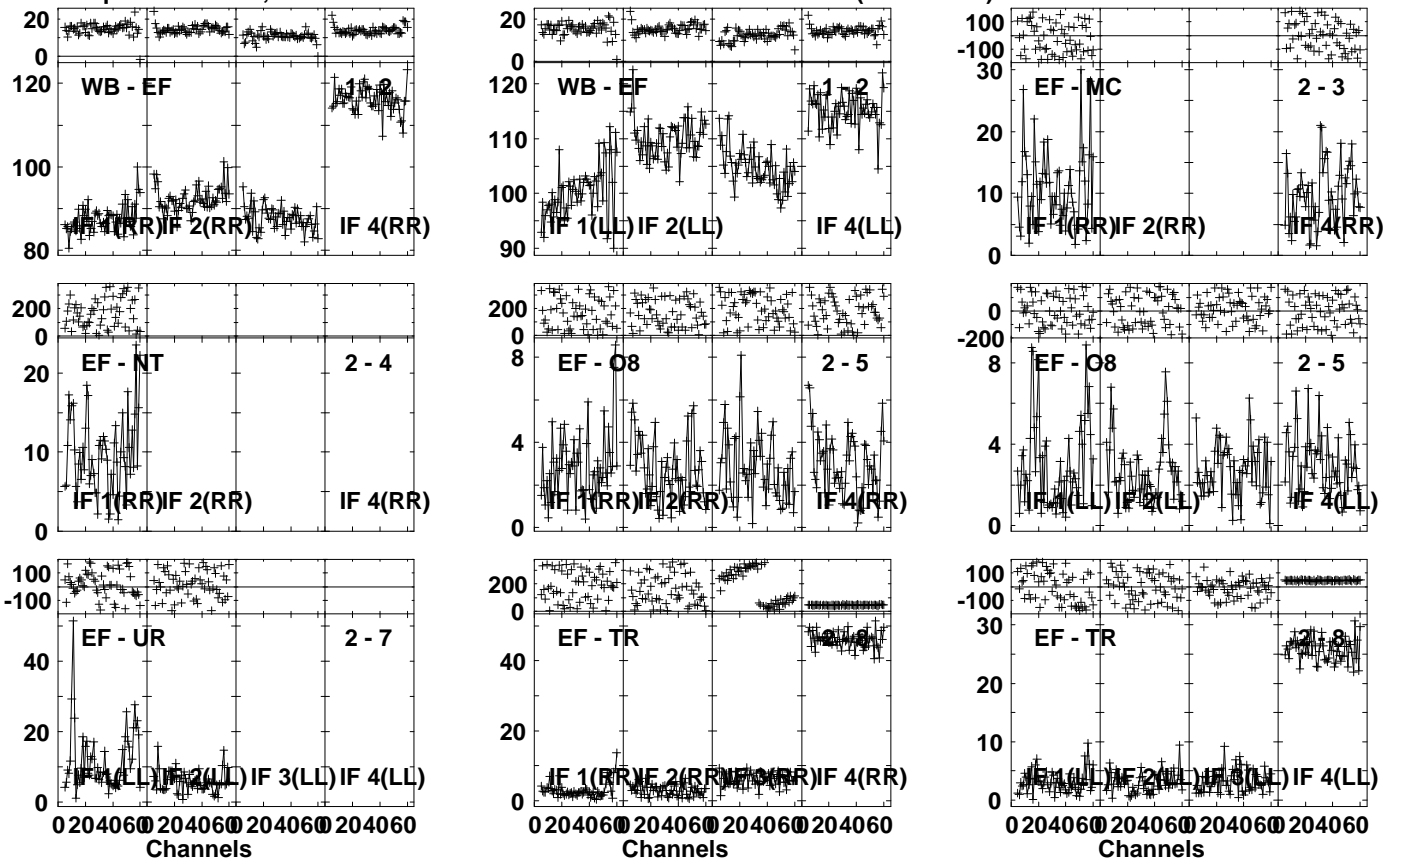 20
0
120
100
80
WB - EF
1 - 2
IF 1(RR)
IF 2(RR)
IF 4(RR)
20
0
120
110
100
90
WB - EF
1 - 2
IF 1(LL)
IF 2(LL)
IF 4(LL)
100
-100
30
20
10
0
EF - MC
2 - 3
IF 1(RR)
IF 2(RR)
IF 4(RR)
200
0
20
10
0
EF - NT
2 - 4
IF 1(RR)
IF 2(RR)
IF 4(RR)
200
0
8
4
0
EF - O8
2 - 5
IF 1(RR)
IF 2(RR)
IF 4(RR)
0
-200
8
4
0
EF - O8
2 - 5
IF 1(LL)
IF 2(LL)
IF 4(LL)
100
-100
40
20
0
EF - UR
2 - 7
IF 1(LL)
IF 2(LL)
IF 3(LL)
IF 4(LL)
0 204060 0 204060 0 204060 0 204060
Channels
200
0
40
20
0
EF - TR
2 - 8
IF 1(RR)
IF 2(RR)
IF 3(RR)
IF 4(RR)
0 204060 0 204060 0 204060 0 204060
Channels
100
-100
30
20
10
0
EF - TR
2 - 8
IF 1(LL)
IF 2(LL)
IF 3(LL)
IF 4(LL)
0 204060 0 204060 0 204060 0 204060
Channels